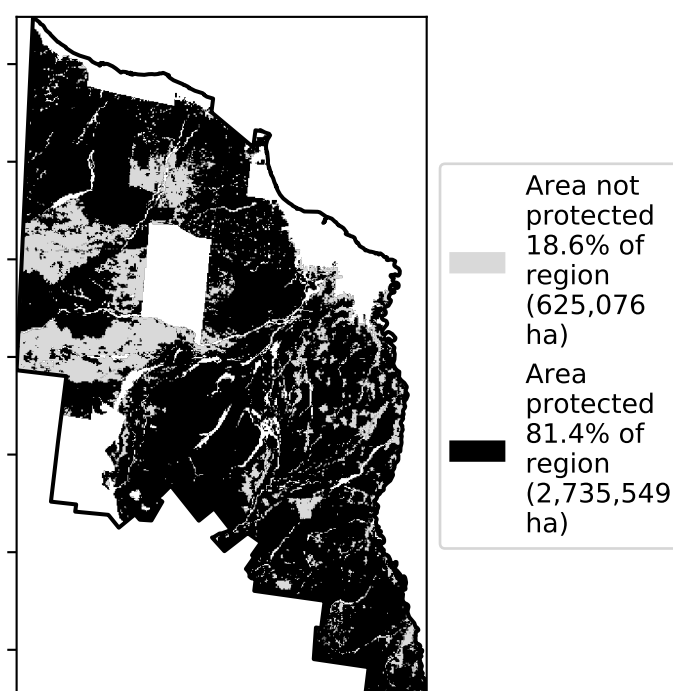 Area not
protected
18.6% of
region
(625,076
ha)
Area
protected
81.4% of
region
(2,735,549
ha)